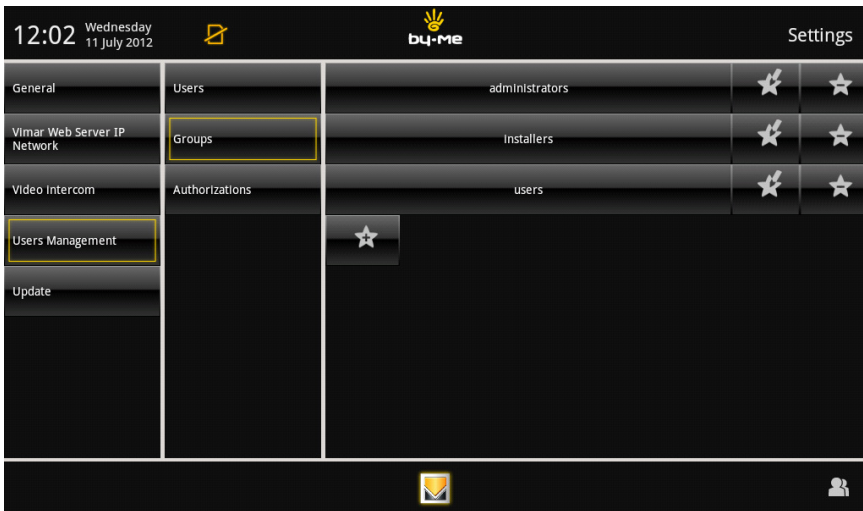 12:02 Wednesday
11 July 2012
by-me
Settings
General
Vimar Web Server IP
Network
Video Intercom
Users Management
Update
Users
Groups
Authorizations
administrators
installers
users